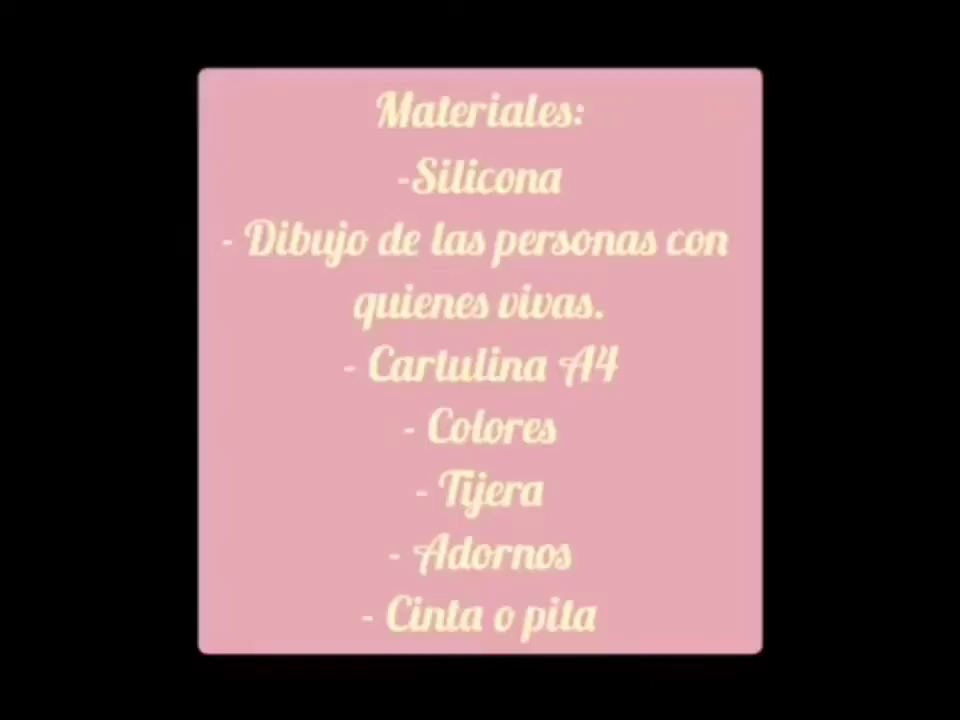 Materiales:
-Silicona
- Dibujo de las personas con
quienes vivas.
- Cartulina A4
- Colores
- Tijera
- Adornos
- Cinta o pita